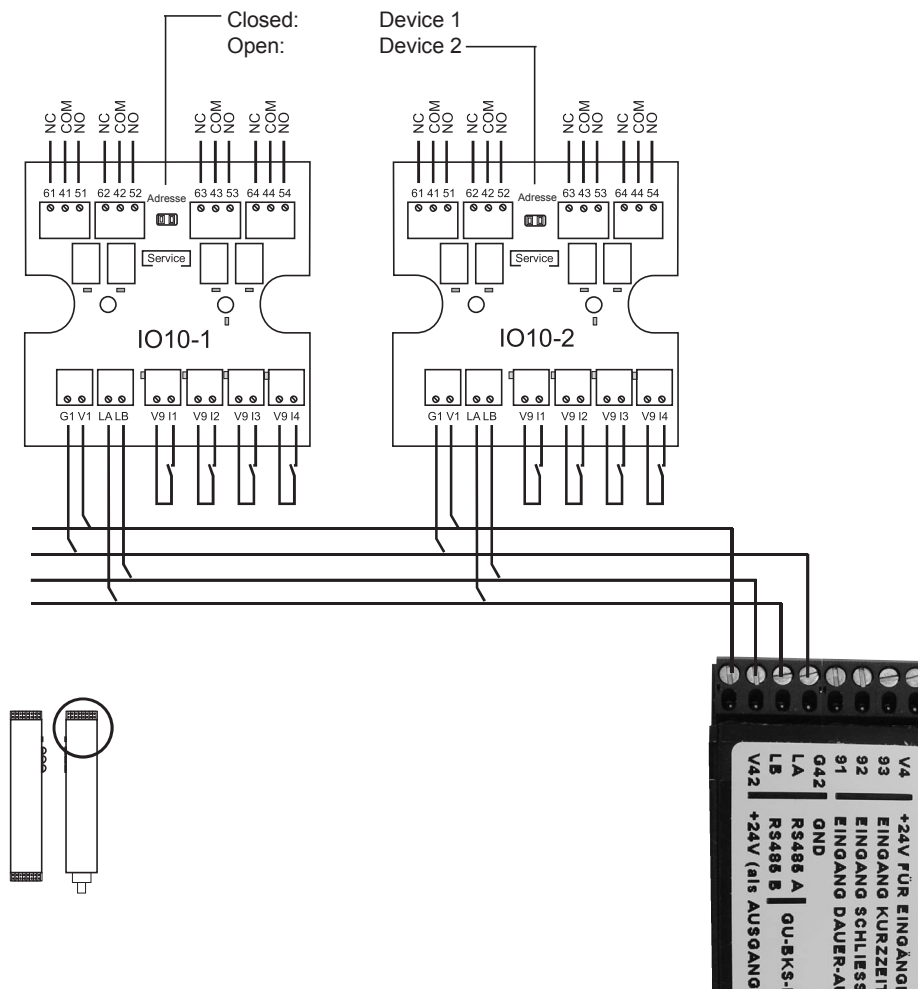 Closed: Device 1
Open: Device 2
NC COM NO NC COM NO NC COM NO NC COM NO
61 41 51 62 42 52 Adresse 63 43 53 64 44 54
Service
IO10-1
G1 V1 LA LB V9 I1 V9 I2 V9 I3 V9 I4
NC COM NO NC COM NO NC COM NO NC COM NO
61 41 51 62 42 52 Adresse 63 43 53 64 44 54
Service
IO10-2
G1 V1 LA LB V9 I1 V9 I2 V9 I3 V9 I4
V4 +24V FÜR EINGÄNGE
93 EINGANG KURZZEIT
92 EINGANG SCHLIESS
91 EINGANG DAUER-A
G42 GND
LA RS485 A
LB RS485 B
GU-BKS-
V42 +24V (als AUSGANG